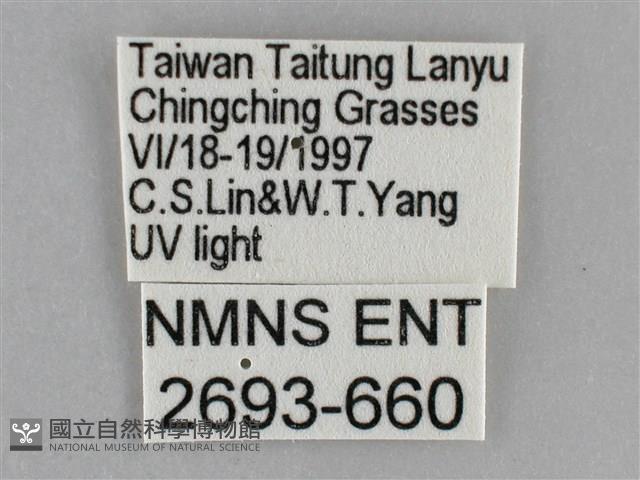 Taiwan Taitung Lanyu
Chingching Grasses
VI/18-19/1997
C.S.Lin&W.T.Yang
UV light
NMNS ENT
2693-660
國立自然科學博物館
NATIONAL MUSEUM OF NATURAL SCIENCE